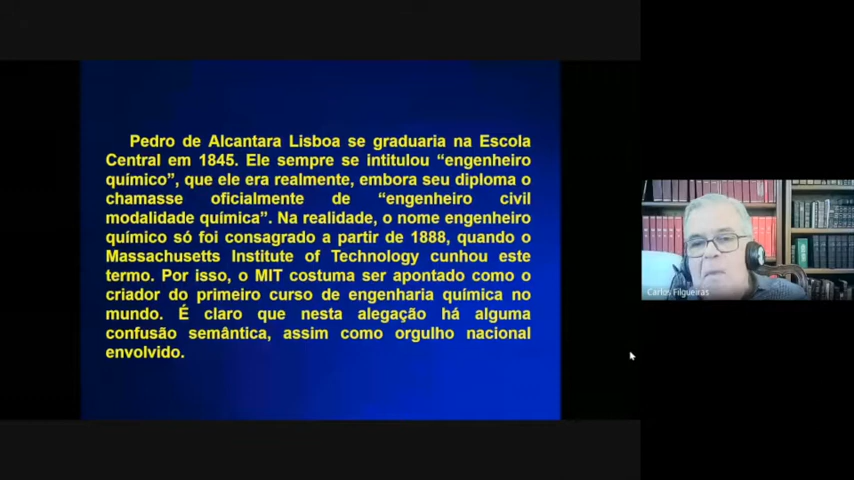 Pedro de Alcantara Lisboa se graduaria na Escola
Central em 1845. Ele sempre se intitulou “engenheiro
químico”, que ele era realmente, embora seu diploma o
chamasse oficialmente de “engenheiro civil
modalidade química”. Na realidade, o nome engenheiro
químico só foi consagrado a partir de 1888, quando o
Massachusetts Institute of Technology cunhou este
termo. Por isso, o MIT costuma ser apontado como o
criador do primeiro curso de engenharia química no
mundo. É claro que nesta alegação há alguma
confusão semântica, assim como orgulho nacional
envolvido.
Carlos Filgueiras